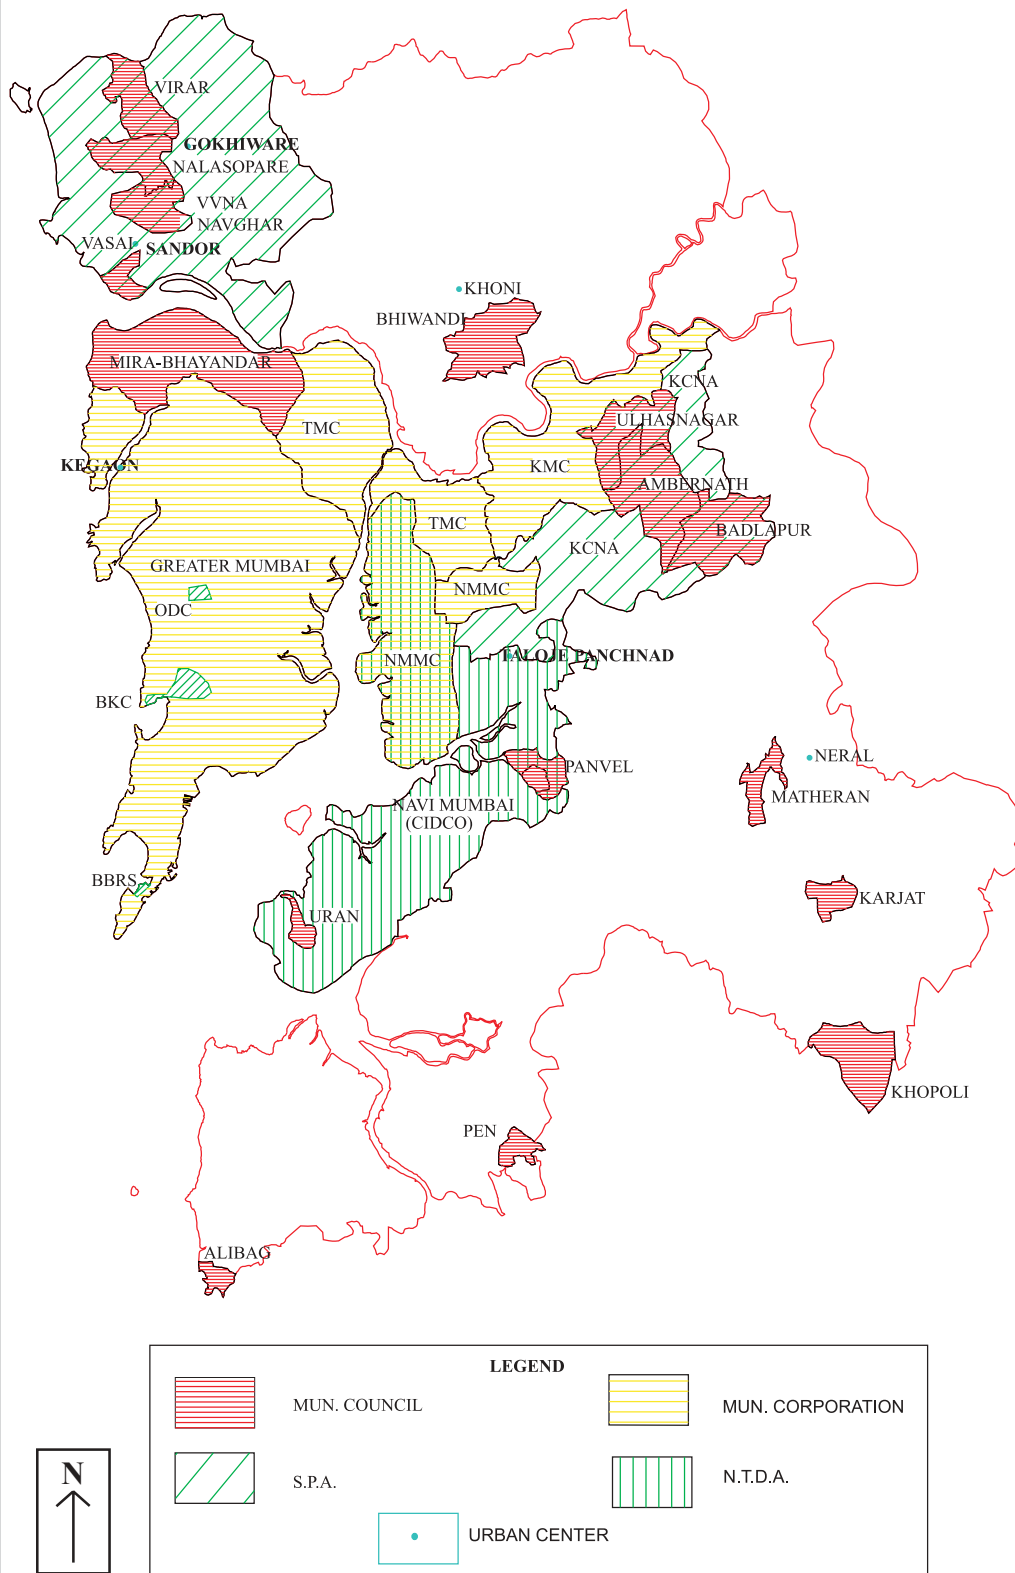 VIRAR
GOKHIWARE
NALASOPARE
VVNA
NAVGHAR
VASAI
SANDOR
KHONI
BHIWANDI
MIRA-BHAYANDAR
KCNA
ULHASNAGAR
TMC
KEGAON
KMC
AMBERNATH
TMC
BADLAPUR
KCNA
GREATER MUMBAI
NMMC
ODC
NMMC
TALOJE PANCHNAD
BKC
NERAL
PANVEL
MATHERAN
NAVI MUMBAI
(CIDCO)
BBRS
KARJAT
URAN
KHOPOLI
PEN
ALIBAG
LEGEND
MUN. COUNCIL
MUN. CORPORATION
N
S.P.A.
N.T.D.A.
URBAN CENTER